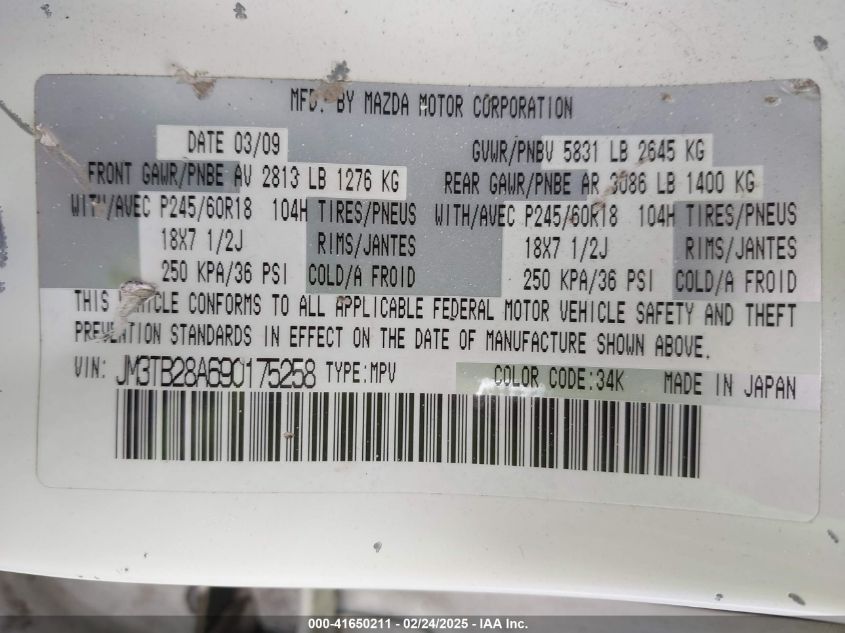 MFD. BY MAZDA MOTOR CORPORATION
DATE 03/09 GVWR/PNBV 5831 LB 2645 KG
FRONT GAWR/PNBE AV 2813 LB 1276 KG REAR GAWR/PNBE AR 3086 LB 1400 KG
WITH/AVEC P245/60R18 104H TIRES/PNEUS WITH/AVEC P245/60R18 104H TIRES/PNEUS
18X7 1/2J RIMS/JANTES 18X7 1/2J RIMS/JANTES
250 KPA/36 PSI COLD/A FROID 250 KPA/36 PSI COLD/A FROID
THIS VEHICLE CONFORMS TO ALL APPLICABLE FEDERAL MOTOR VEHICLE SAFETY AND THEFT
PREVENTION STANDARDS IN EFFECT ON THE DATE OF MANUFACTURE SHOWN ABOVE.
VIN: JM3TB28A690175258 TYPE:MPV COLOR CODE:34K MADE IN JAPAN
000-41650211 - 02/24/2025 - IAA Inc.